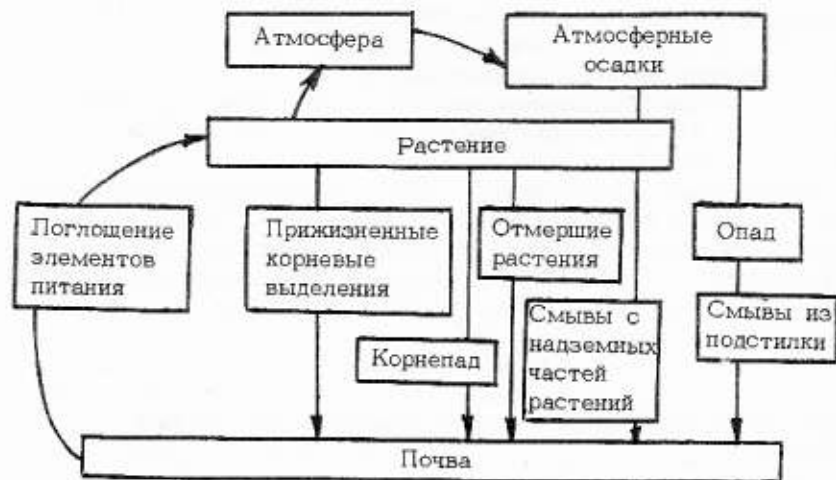 Атмосфера
Атмосферные
осадки
Растение
Поглощение
элементов
питания
Прижизненные
корневые
выделения
Отмершие
растения
Опад
Корнепад
Смывы с
надземных
частей
растений
Смывы из
подстилки
Почва